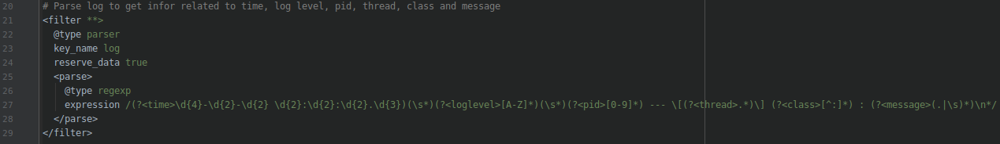 20 # Parse log to get infor related to time, log level, pid, thread, class and message
21 <filter **>
22 @type parser
23 key_name log
24 reserve_data true
25 <parse>
26 @type regexp
27 expression /(?<time>\d{4}-\d{2}-\d{2} \d{2}:\d{2}:\d{2}.\d{3})(\s*)(?<loglevel>[A-Z]*)(\s*)(?<pid>[0-9]*) --- \[(?<thread>.*)\] (?<class>[^:]*) : (?<message>(.|\s)*)\n*/
28 </parse>
29 </filter>